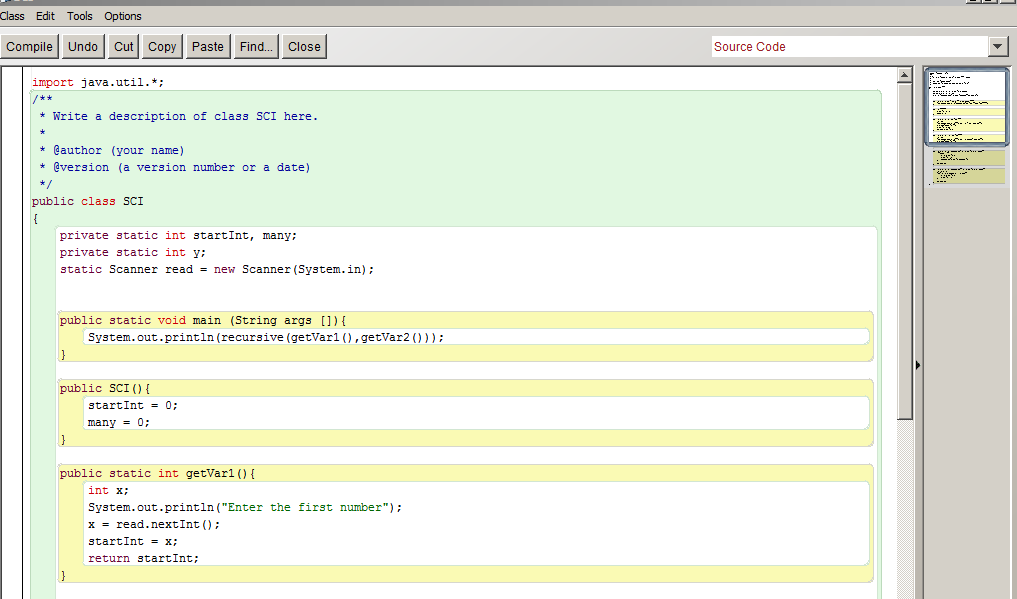 Class Edit Tools Options
Compile Undo Cut Copy Paste Find... Close Source Code
import java.util.*;
/**
 * Write a description of class SCI here.
 *
 * @author (your name)
 * @version (a version number or a date)
 */
public class SCI
{
    private static int startInt, many;
    private static int y;
    static Scanner read = new Scanner(System.in);
    public static void main (String args []){
        System.out.println(recursive(getVar1(),getVar2()));
    }
    public SCI(){
        startInt = 0;
        many = 0;
    }
    public static int getVar1(){
        int x;
        System.out.println("Enter the first number");
        x = read.nextInt();
        startInt = x;
        return startInt;
    }